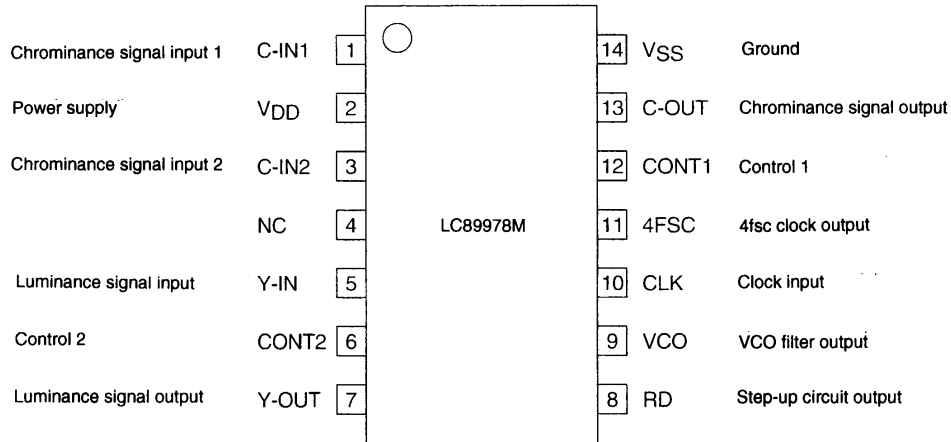 Chrominance signal input 1 C-IN1 1 14 VSS Ground
Power supply VDD 2 13 C-OUT Chrominance signal output
Chrominance signal input 2 C-IN2 3 12 CONT1 Control 1
NC 4 LC89978M 11 4FSC 4fsc clock output
Luminance signal input Y-IN 5 10 CLK Clock input
Control 2 CONT2 6 9 VCO VCO filter output
Luminance signal output Y-OUT 7 8 RD Step-up circuit output